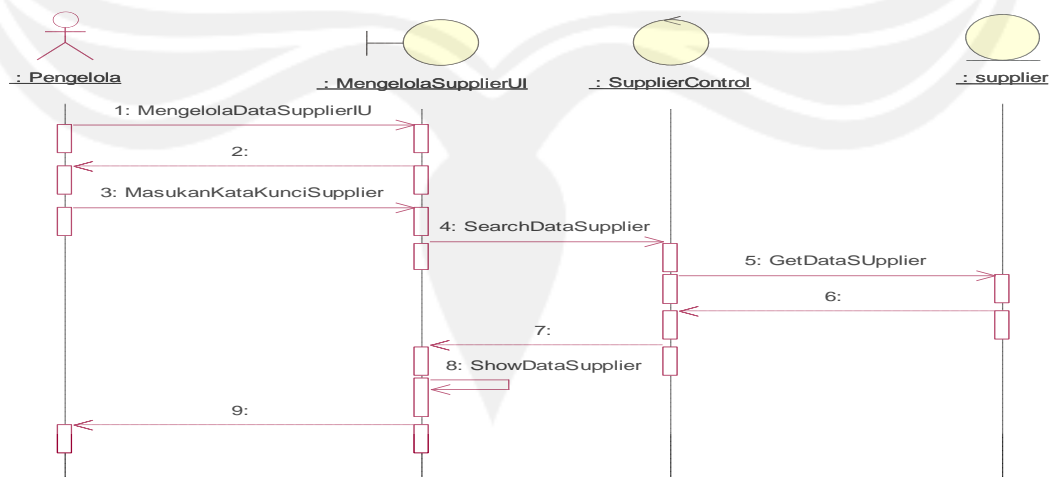 : Pengelola
: MengelolaSupplierUI
: SupplierControl
: supplier
1: MengelolaDataSupplierIU
2:
3: MasukanKataKunciSupplier
4: SearchDataSupplier
5: GetDataSUpplier
6:
7:
8: ShowDataSupplier
9: